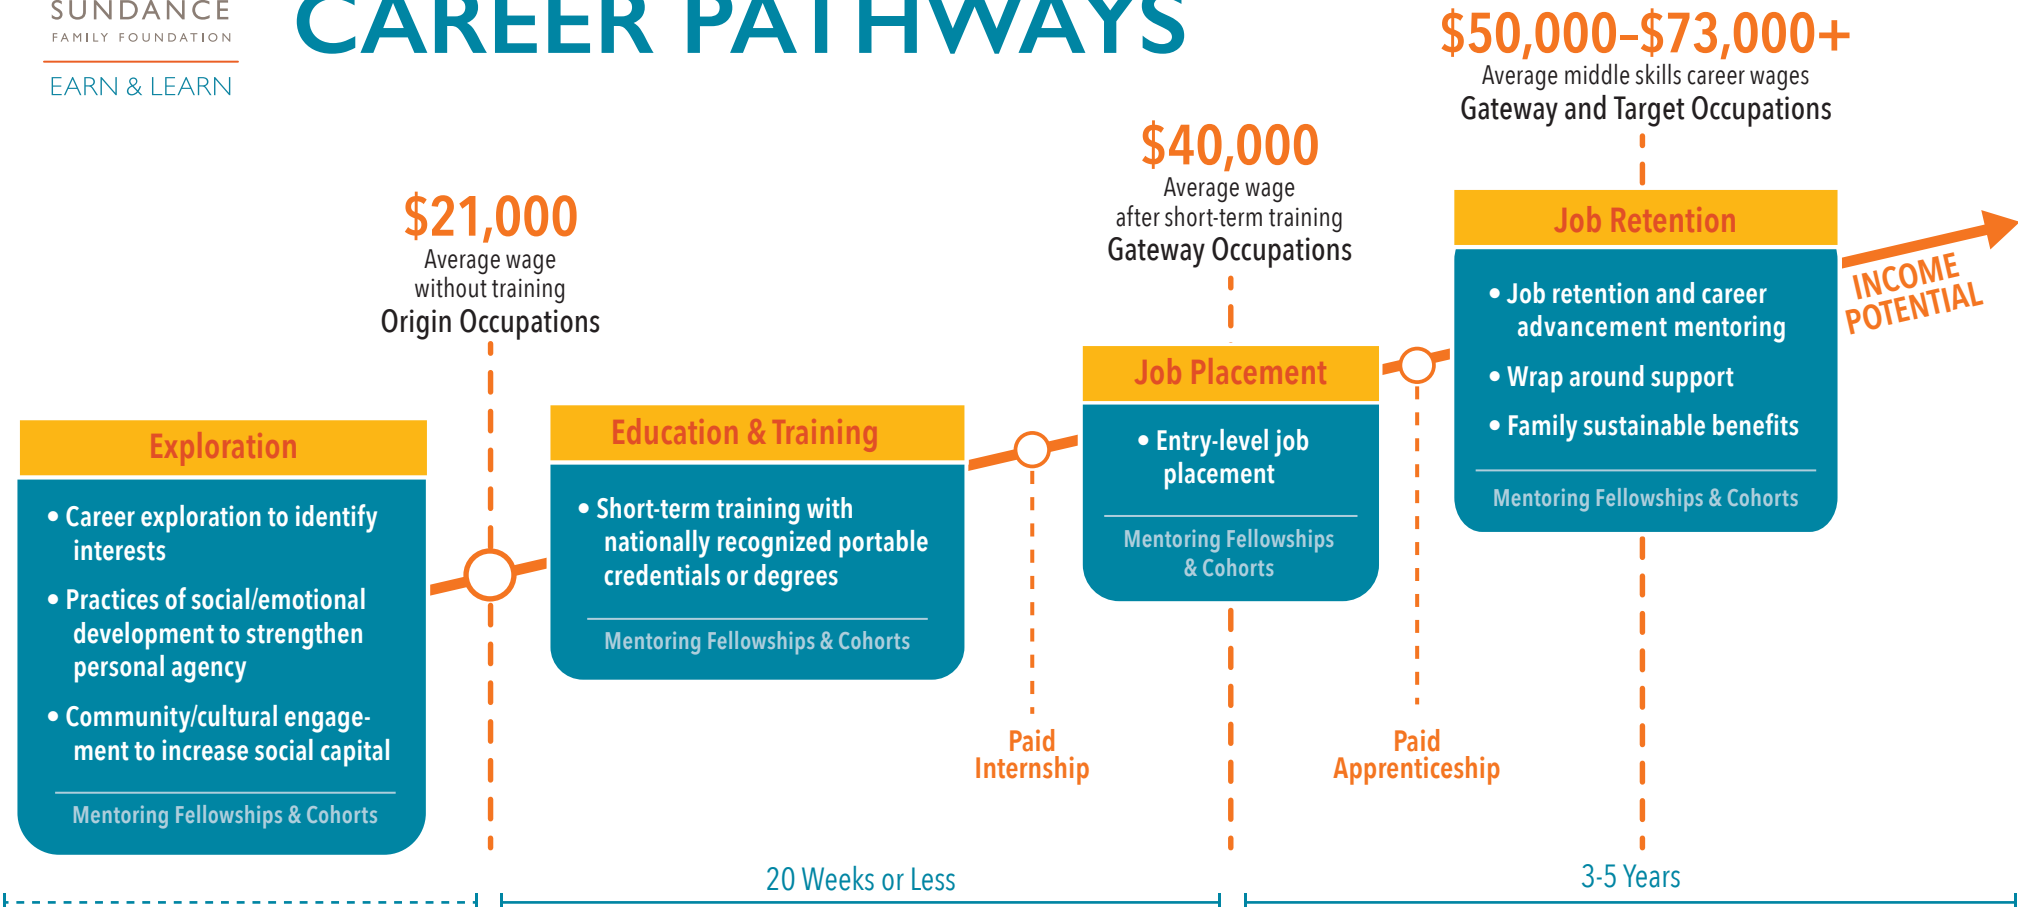 SUNDANCE
FAMILY FOUNDATION
EARN & LEARN
CAREER PATHWAYS
$21,000
Average wage
without training
Origin Occupations
$40,000
Average wage
after short-term training
Gateway Occupations
$50,000–$73,000+
Average middle skills career wages
Gateway and Target Occupations
Exploration
• Career exploration to identify
interests
• Practices of social/emotional
development to strengthen
personal agency
• Community/cultural engage-
ment to increase social capital
Mentoring Fellowships & Cohorts
Education & Training
• Short-term training with
nationally recognized portable
credentials or degrees
Mentoring Fellowships & Cohorts
Paid
Internship
Job Placement
• Entry-level job
placement
Mentoring Fellowships
& Cohorts
Paid
Apprenticeship
Job Retention
• Job retention and career
advancement mentoring
• Wrap around support
• Family sustainable benefits
Mentoring Fellowships & Cohorts
INCOME
POTENTIAL
20 Weeks or Less
3-5 Years